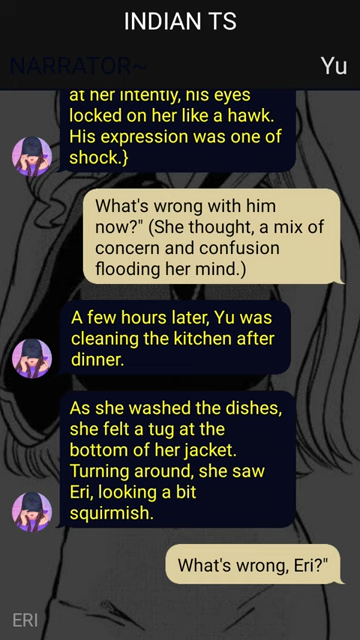 INDIAN TS
NARRATOR~
Yu
at her intently, his eyes
locked on her like a hawk.
His expression was one of
shock.}
What's wrong with him
now?" (She thought, a mix of
concern and confusion
flooding her mind.)
A few hours later, Yu was
cleaning the kitchen after
dinner.
As she washed the dishes,
she felt a tug at the
bottom of her jacket.
Turning around, she saw
Eri, looking a bit
squirmish.
What's wrong, Eri?"
ERI